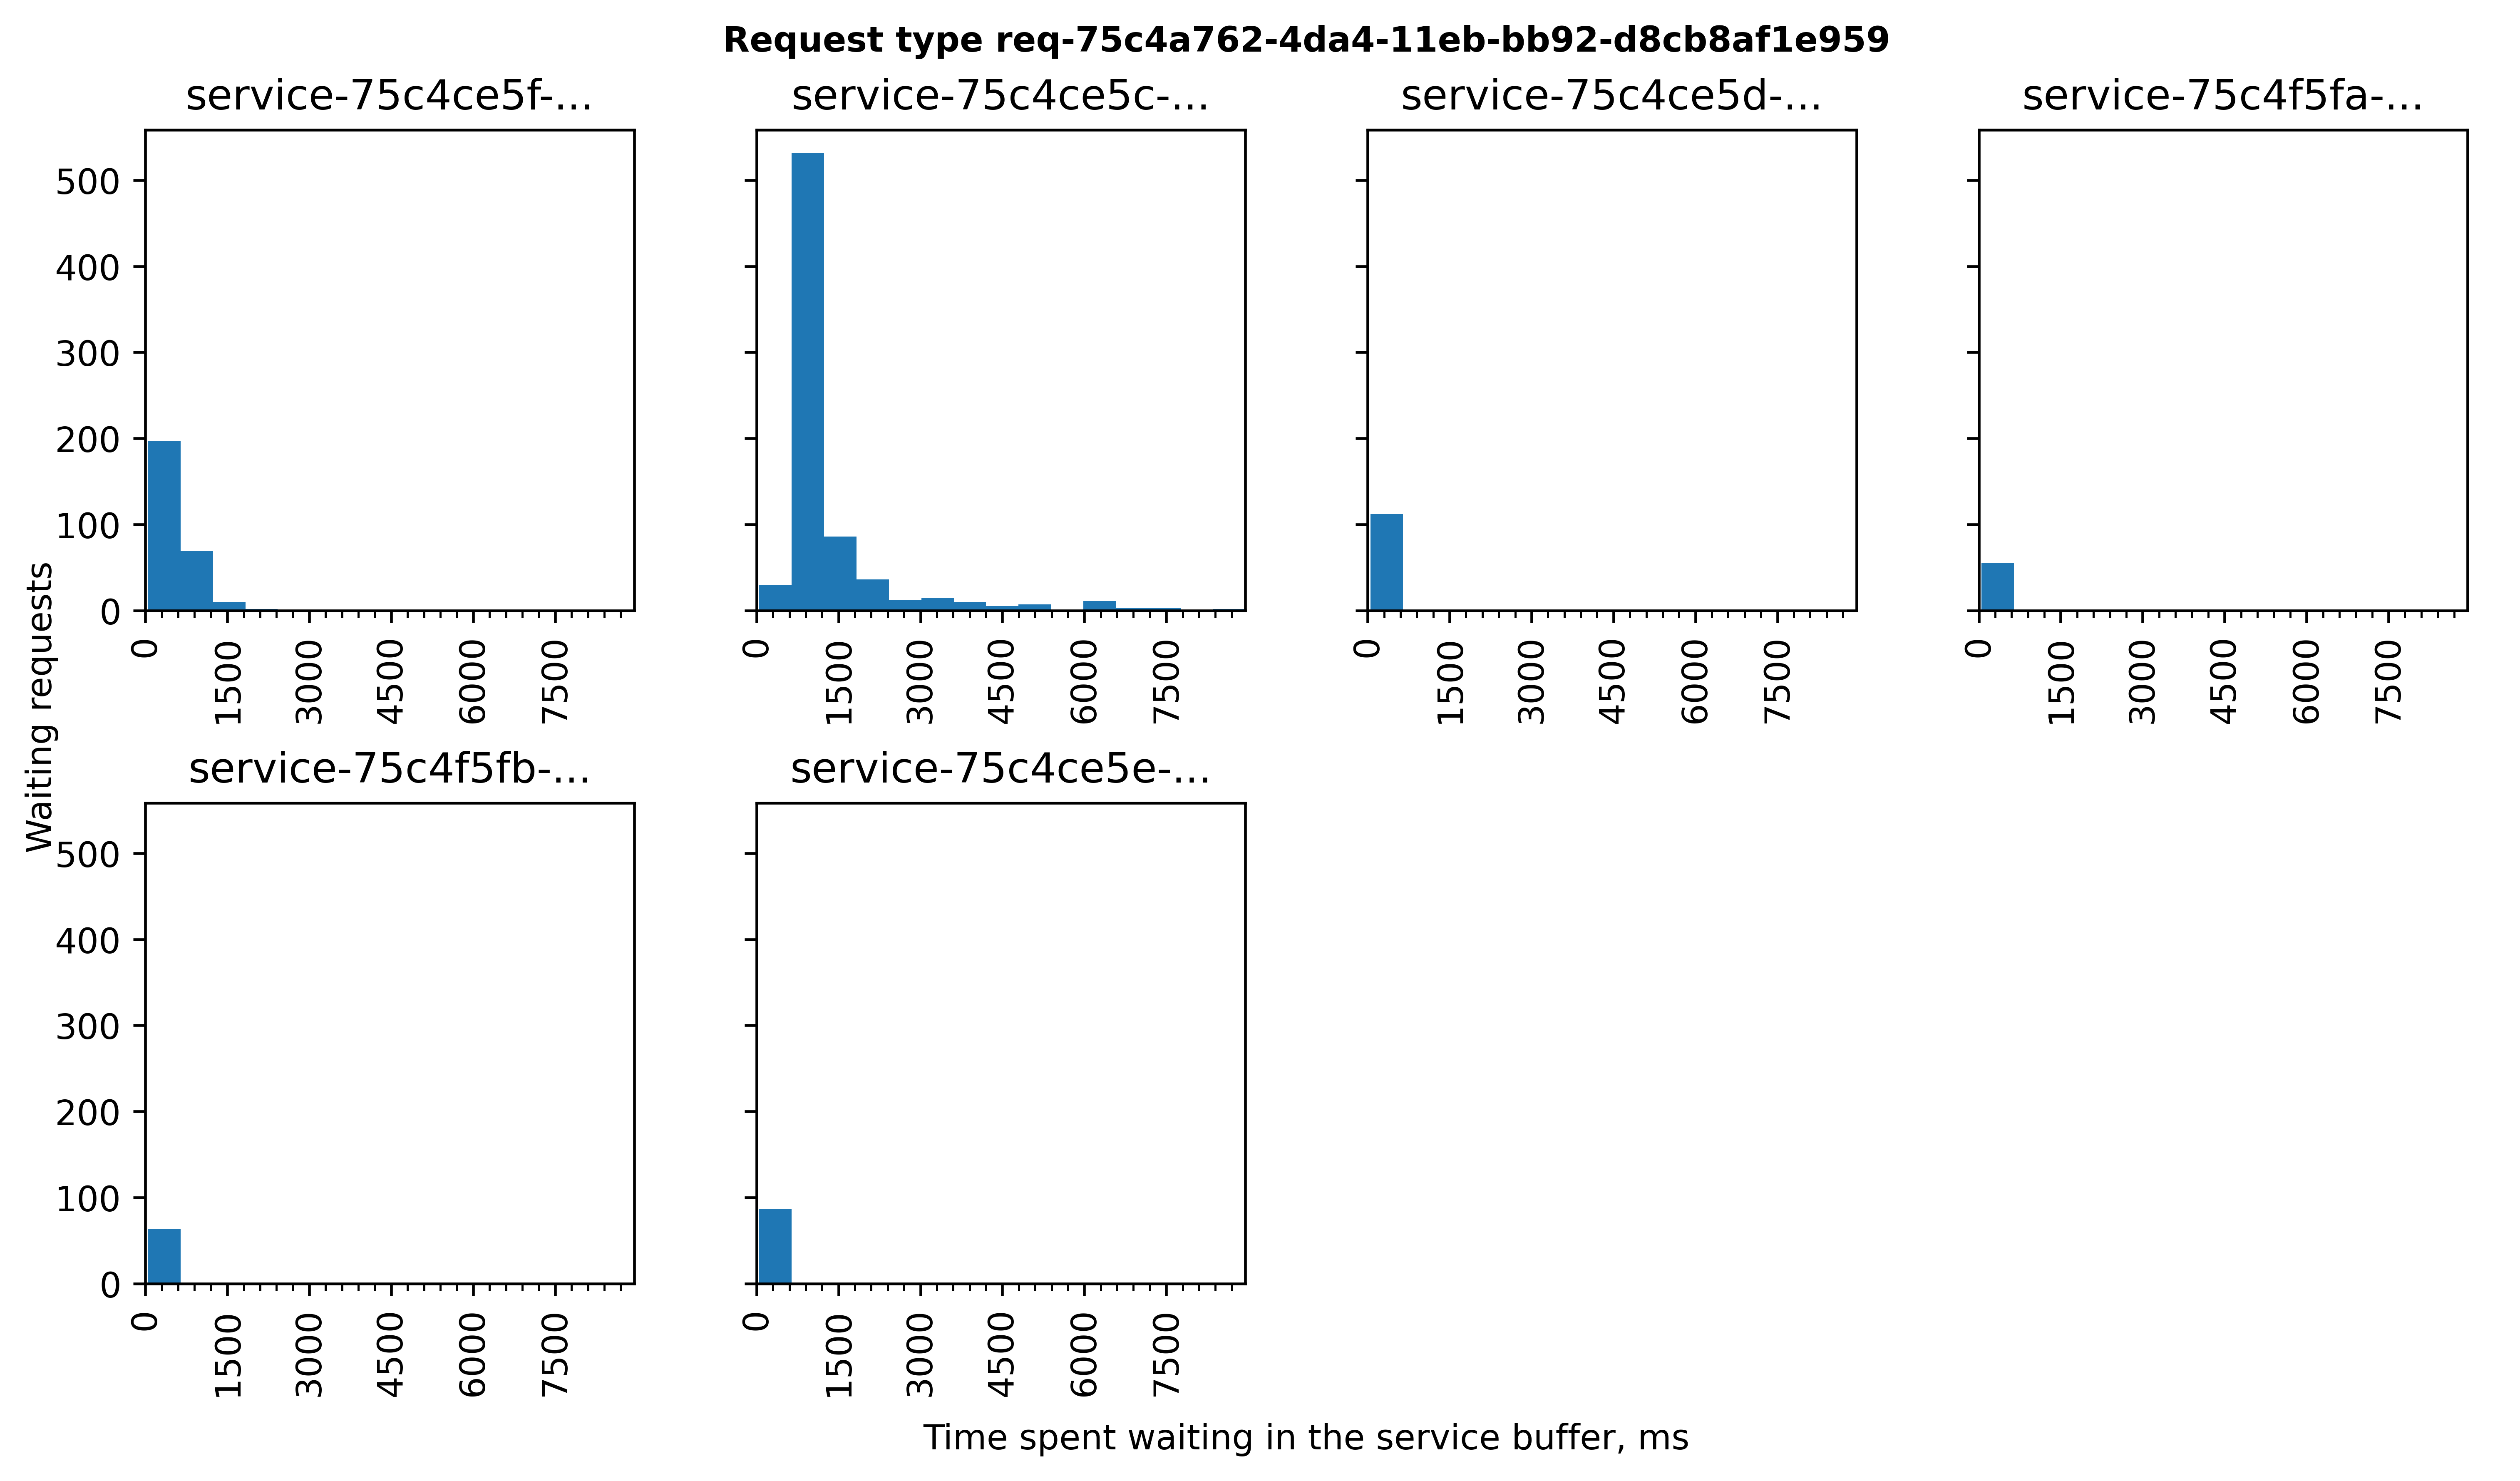 Request type req-75c4a762-4da4-11eb-bb92-d8cb8af1e959
service-75c4ce5f-...
service-75c4ce5c-...
service-75c4ce5d-...
service-75c4f5fa-...
500
400
300
200
100
0
0 1500 3000 4500 6000 7500
0 1500 3000 4500 6000 7500
0 1500 3000 4500 6000 7500
0 1500 3000 4500 6000 7500
Waiting requests
service-75c4f5fb-...
service-75c4ce5e-...
500
400
300
200
100
0
0 1500 3000 4500 6000 7500
0 1500 3000 4500 6000 7500
Time spent waiting in the service buffer, ms